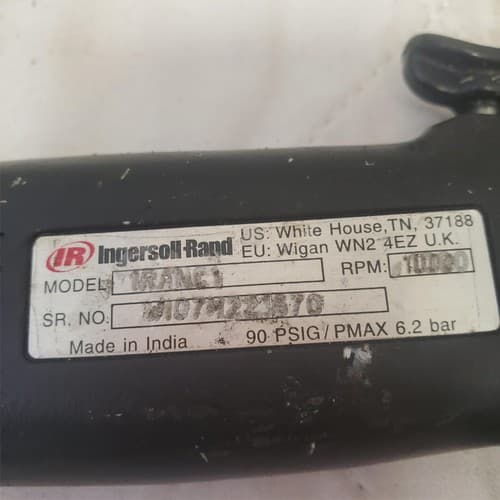 IR Ingersoll-Rand
US: White House, TN, 37188
EU: Wigan WN2 4EZ U.K.
MODEL
RPM: 10000
SR. NO.
Made in India 90 PSIG/PMAX 6.2 bar